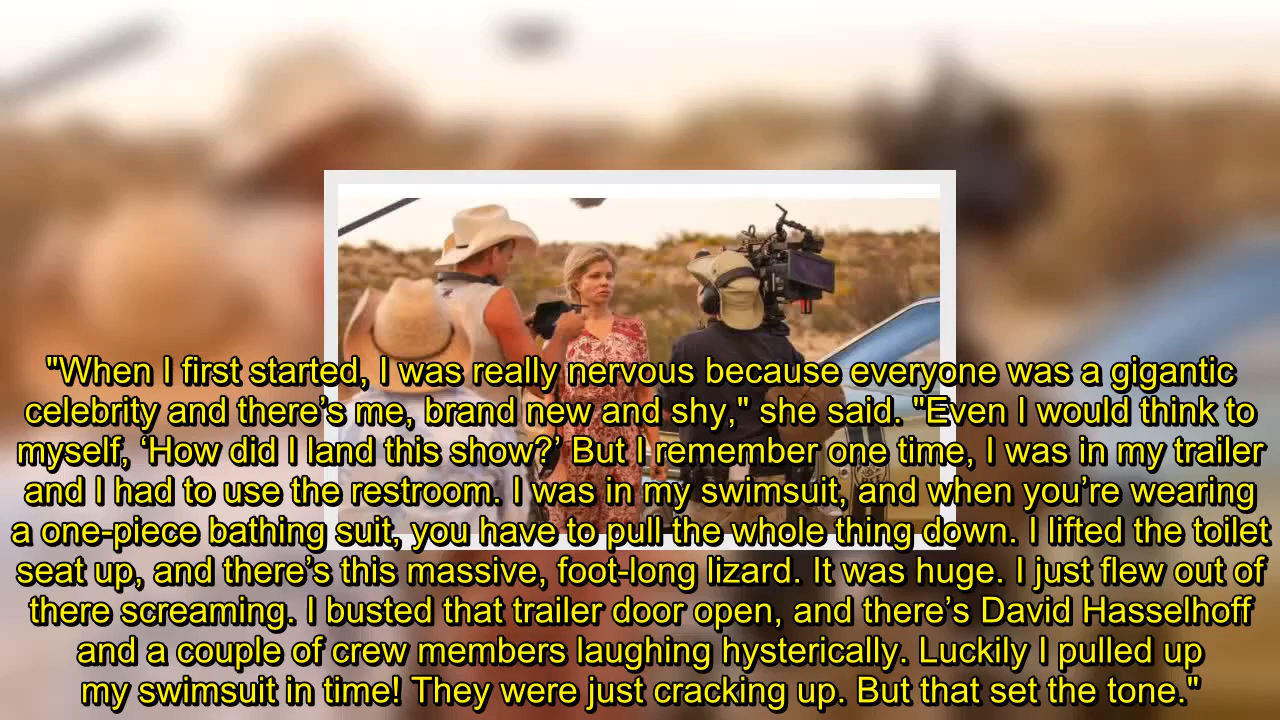 "When I first started, I was really nervous because everyone was a gigantic
celebrity and there’s me, brand new and shy," she said. "Even I would think to
myself, ‘How did I land this show?’ But I remember one time, I was in my trailer
and I had to use the restroom. I was in my swimsuit, and when you’re wearing
a one-piece bathing suit, you have to pull the whole thing down. I lifted the toilet
seat up, and there’s this massive, foot-long lizard. It was huge. I just flew out of
there screaming. I busted that trailer door open, and there’s David Hasselhoff
and a couple of crew members laughing hysterically. Luckily I pulled up
my swimsuit in time! They were just cracking up. But that set the tone."